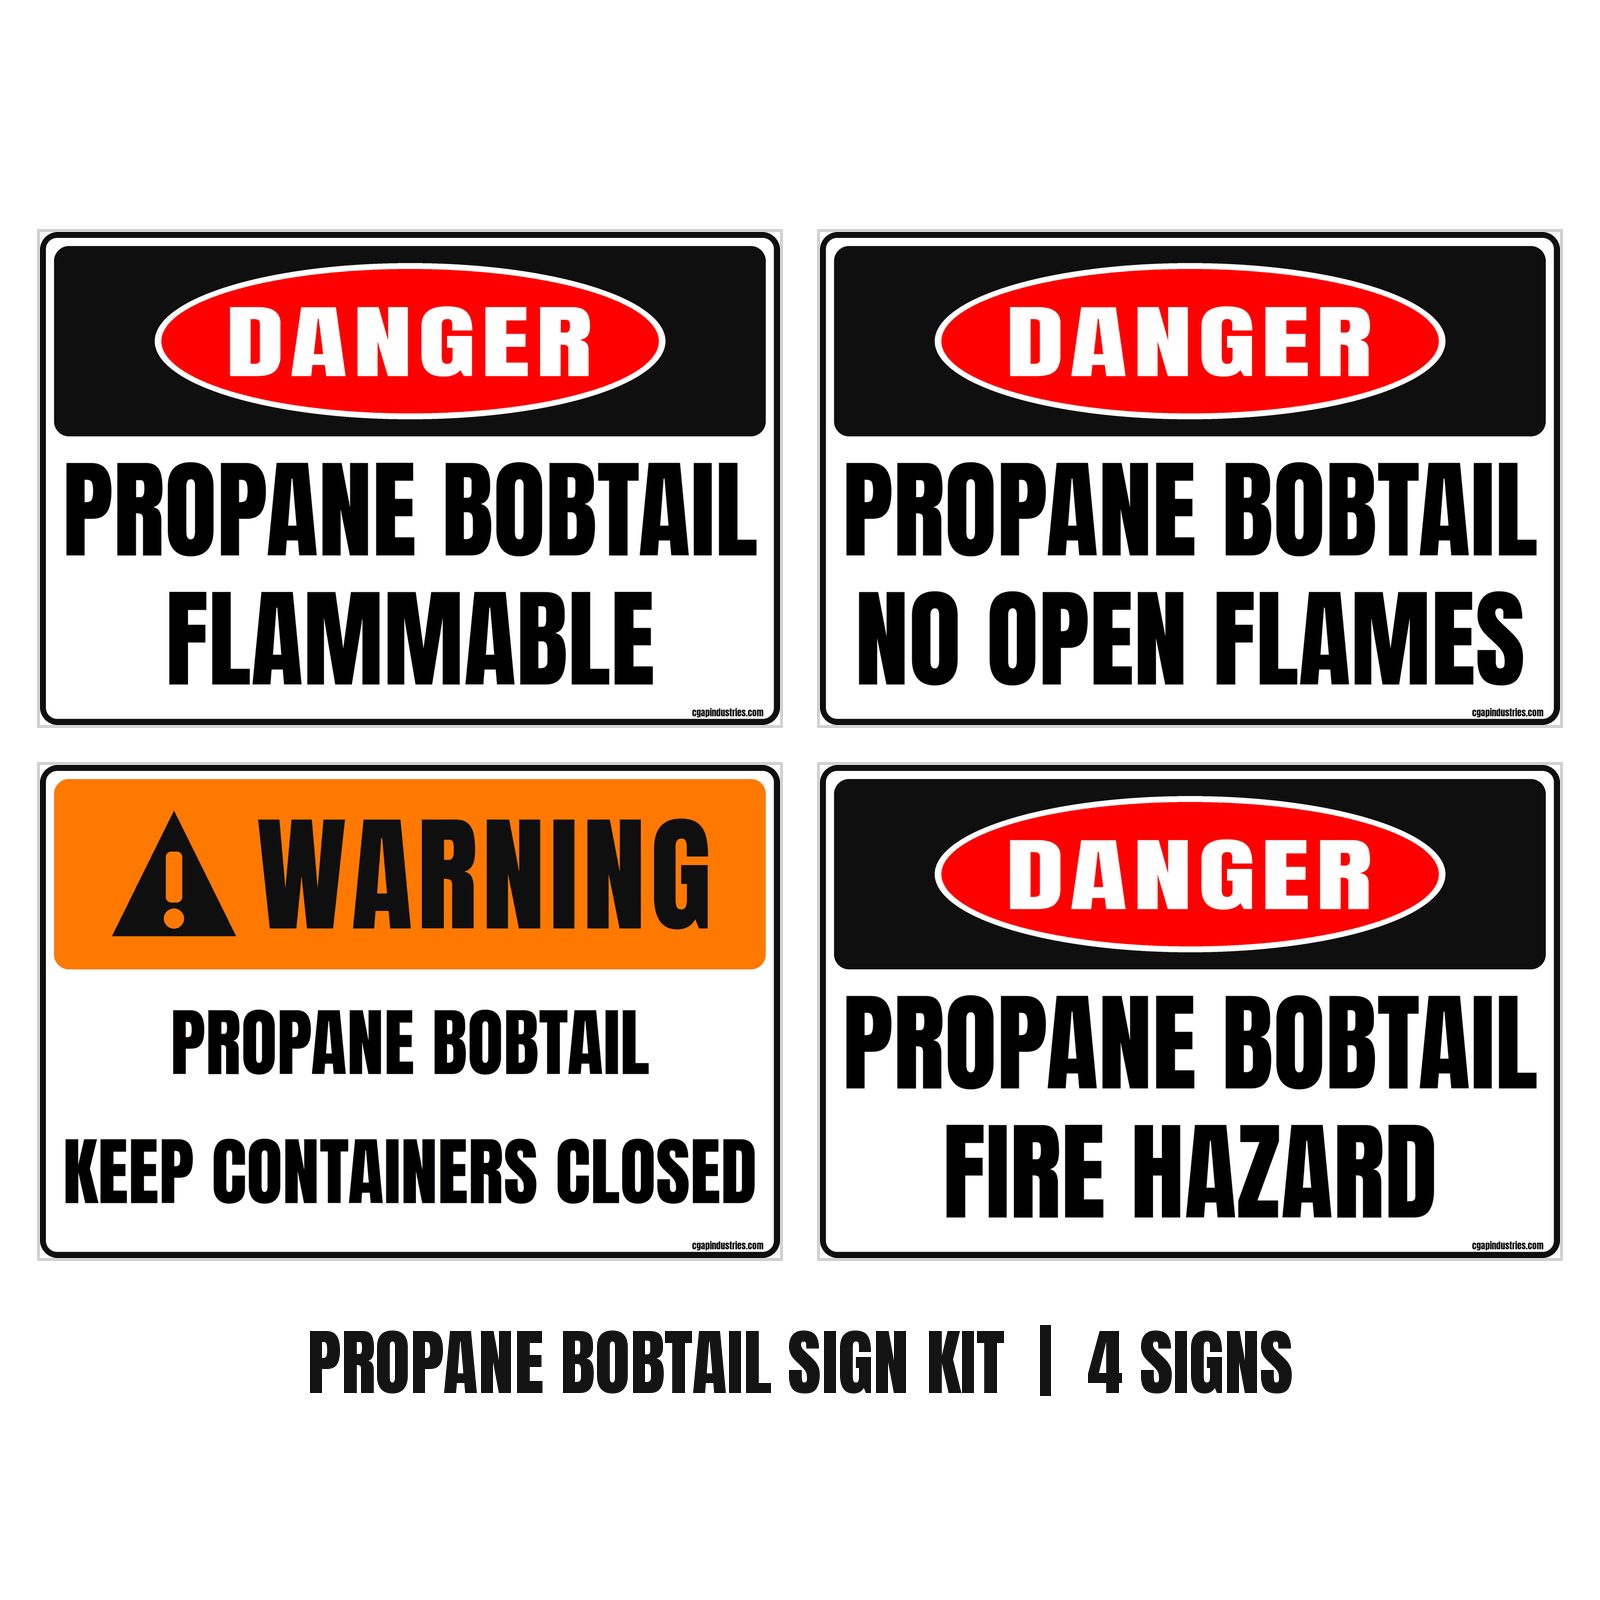 DANGER
PROPANE BOBTAIL
FLAMMABLE
cgapindustries.com
DANGER
PROPANE BOBTAIL
NO OPEN FLAMES
cgapindustries.com
WARNING
PROPANE BOBTAIL
KEEP CONTAINERS CLOSED
cgapindustries.com
DANGER
PROPANE BOBTAIL
FIRE HAZARD
cgapindustries.com
PROPANE BOBTAIL SIGN KIT | 4 SIGNS